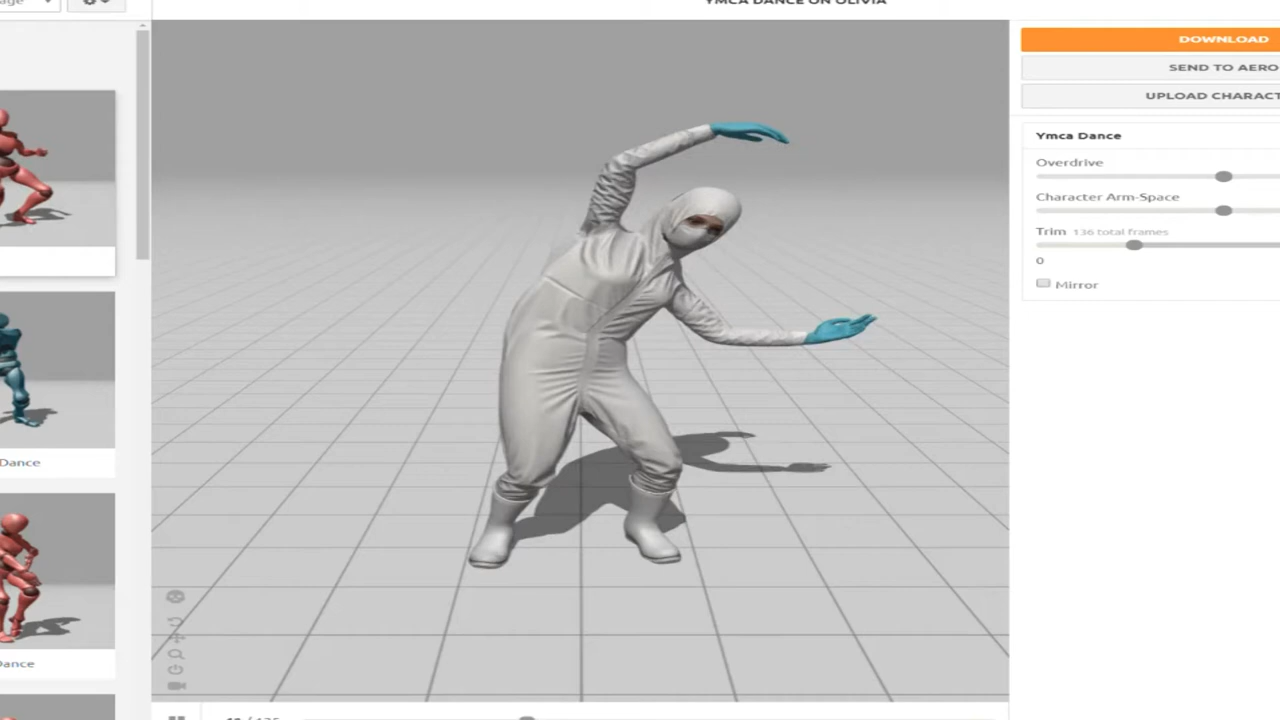 age
YMCA DANCE ON OLIVIA
DOWNLOAD
SEND TO AERO
UPLOAD CHARACT
Ymca Dance
Overdrive
Character Arm-Space
Trim 136 total frames
0
Mirror
Dance
Dance